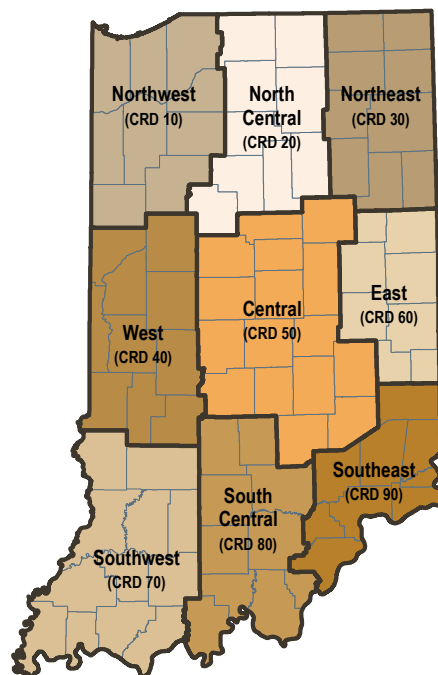 Northwest
(CRD 10)
North
Central
(CRD 20)
Northeast
(CRD 30)
West
(CRD 40)
Central
(CRD 50)
East
(CRD 60)
Southwest
(CRD 70)
South
Central
(CRD 80)
Southeast
(CRD 90)